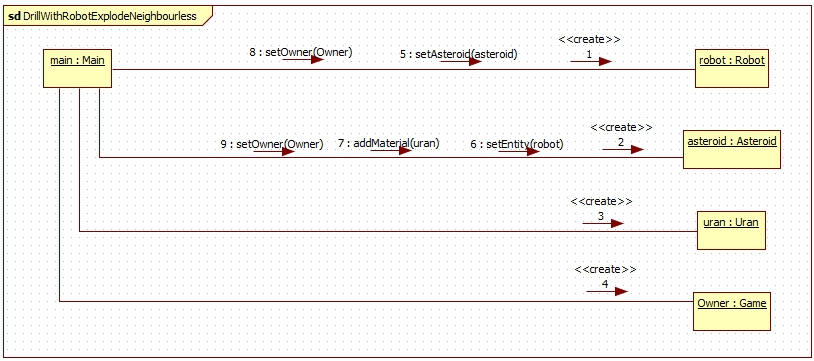 sd DrillWithRobotExplodeNeighbourless
<<create>>
main : Main
8 : setOwner(Owner)
5 : setAsteroid(asteroid)
1
robot : Robot
<<create>>
9 : setOwner(Owner)
7 : addMaterial(uran)
6 : setEntity(robot)
2
asteroid : Asteroid
<<create>>
3
uran : Uran
<<create>>
4
Owner : Game